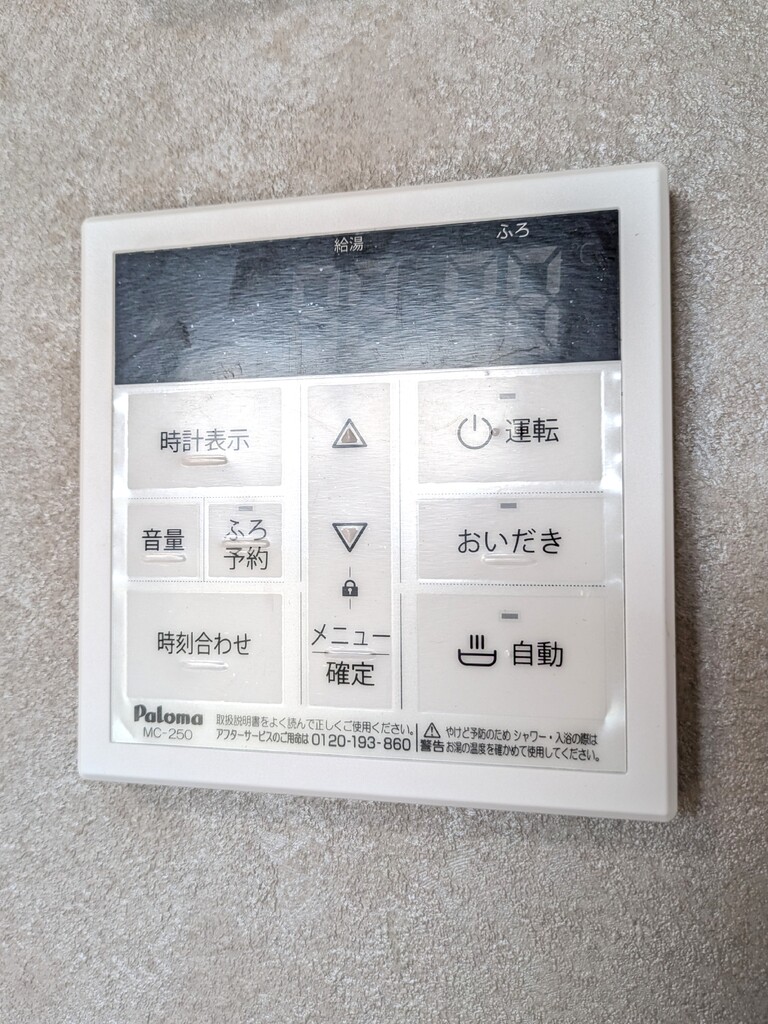 給湯
ふろ
時計表示
運転
音量
ふろ
予約
おいだき
時刻合わせ
メニュー
確定
自動
Paloma
MC-250
取扱説明書をよく読んで正しくご使用ください。
アフターサービスのご用命は 0120-193-860
警告
やけど予防のため シャワー・入浴の際は
お湯の温度を確かめて使用してください。